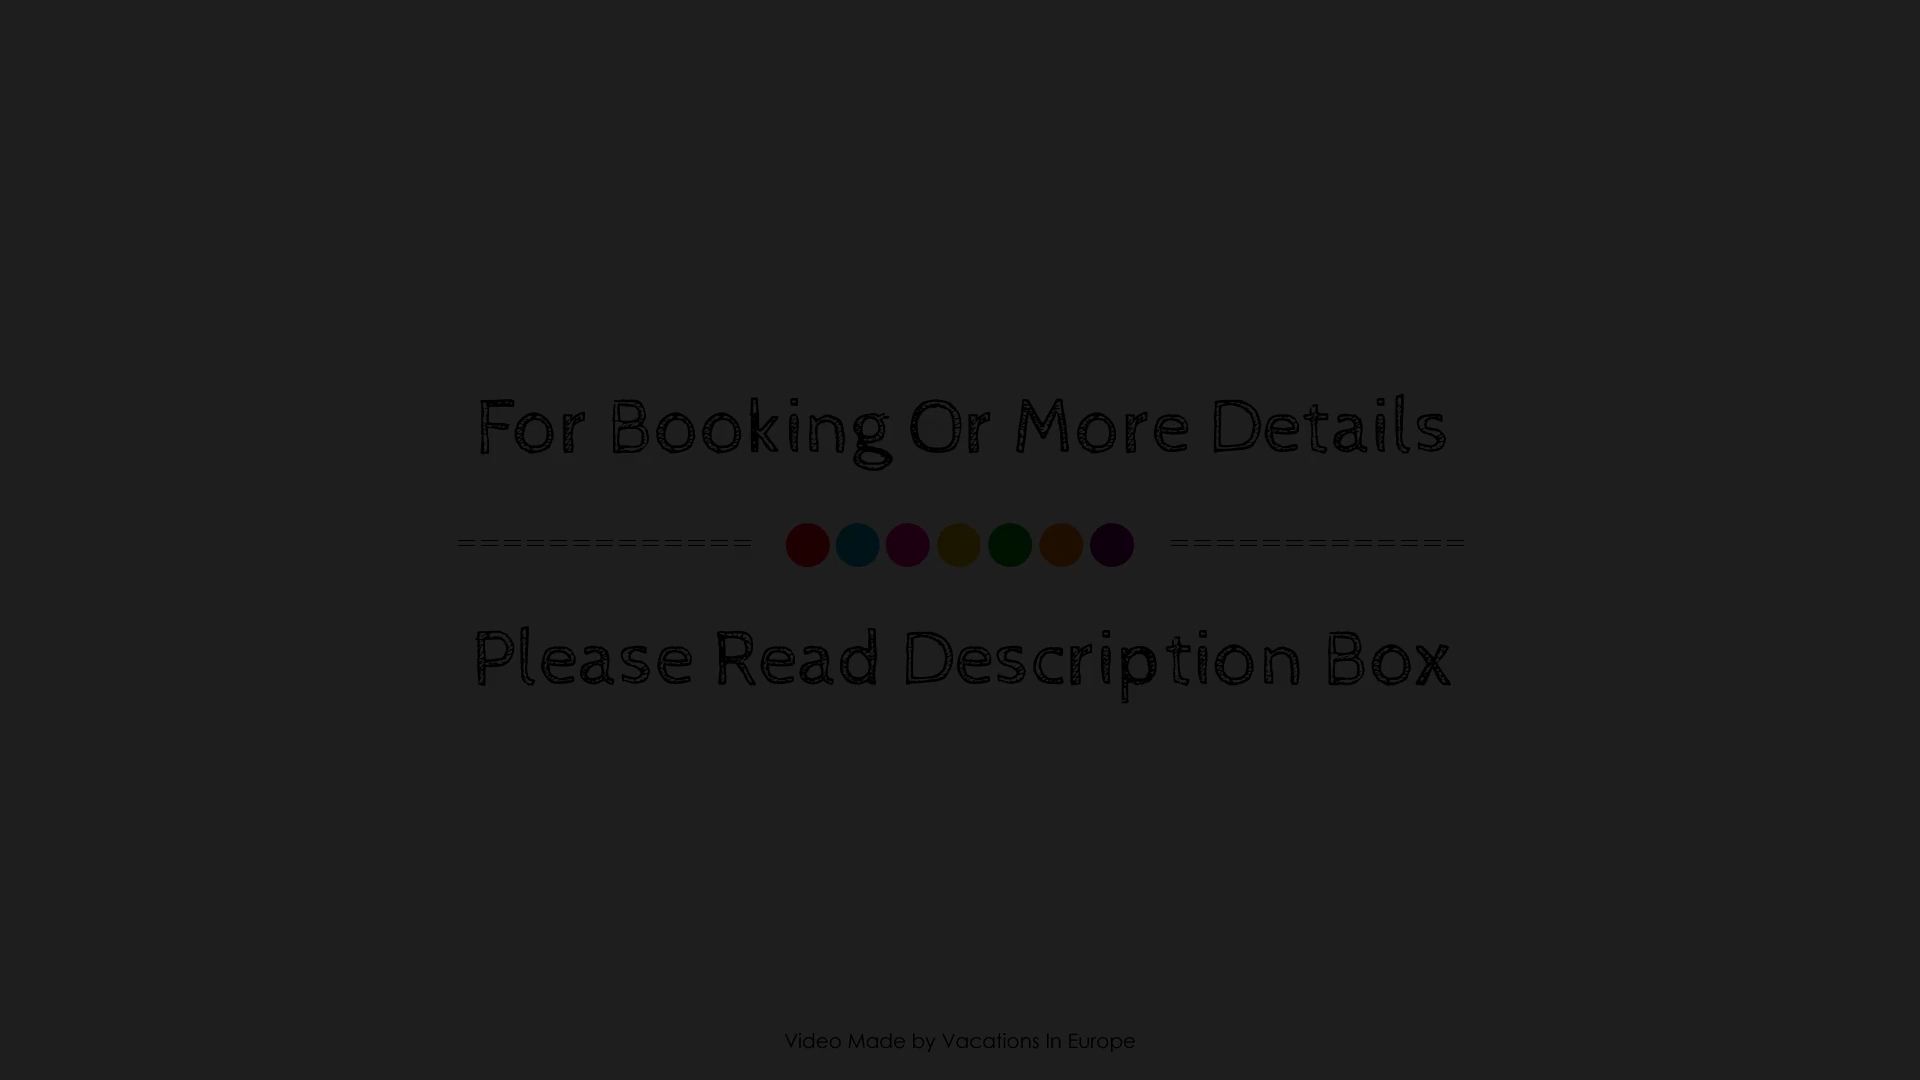 For Booking Or More Details
============= =============
Please Read Description Box
Video Made by Vacations In Europe